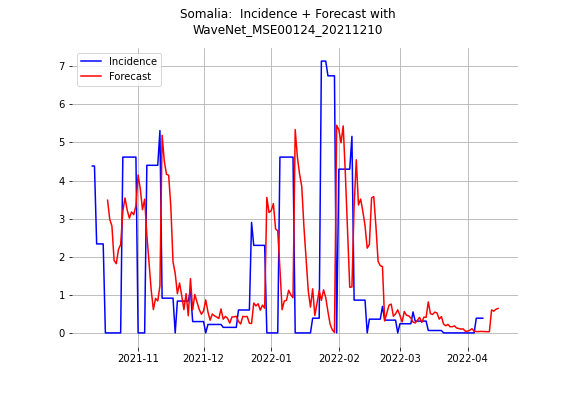 Somalia:  Incidence + Forecast with
WaveNet_MSE00124_20211210
Incidence
Forecast
7
6
5
4
3
2
1
0
2021-11 2021-12 2022-01 2022-02 2022-03 2022-04